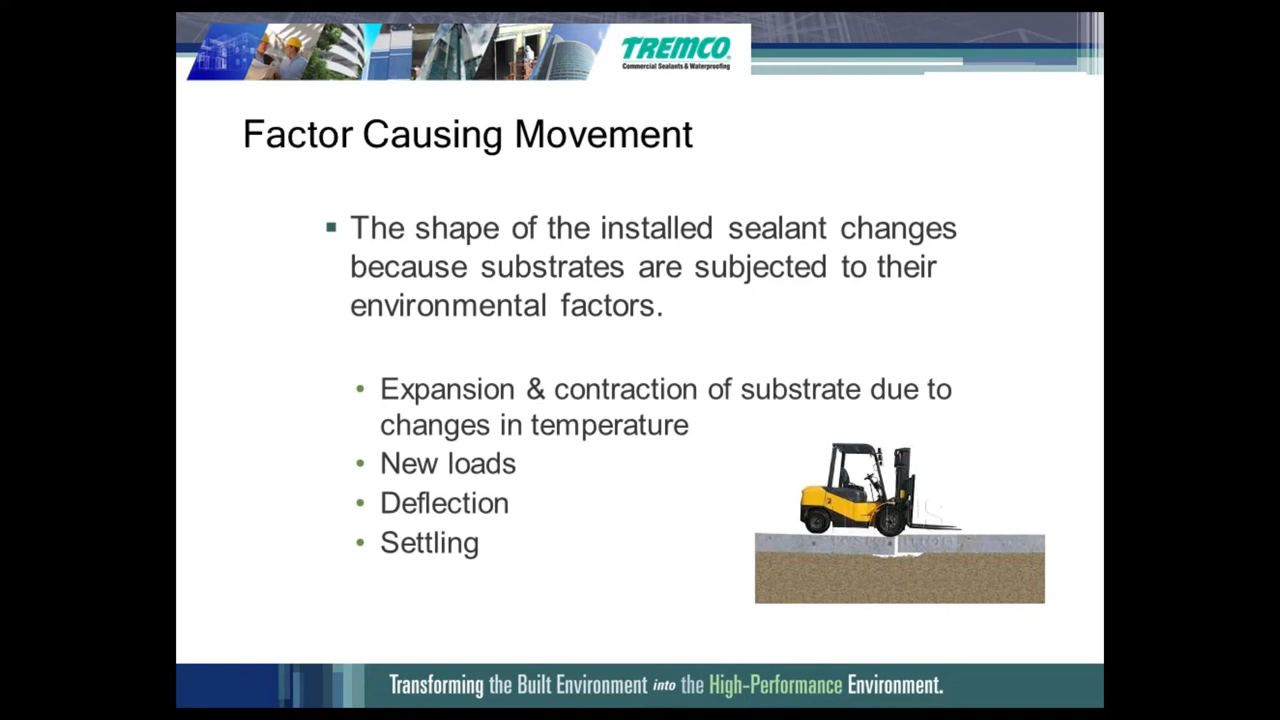 TREMCO
Commercial Sealants & Waterproofing
Factor Causing Movement
▪ The shape of the installed sealant changes
because substrates are subjected to their
environmental factors.
• Expansion & contraction of substrate due to
changes in temperature
• New loads
• Deflection
• Settling
Transforming the Built Environment into the High-Performance Environment.